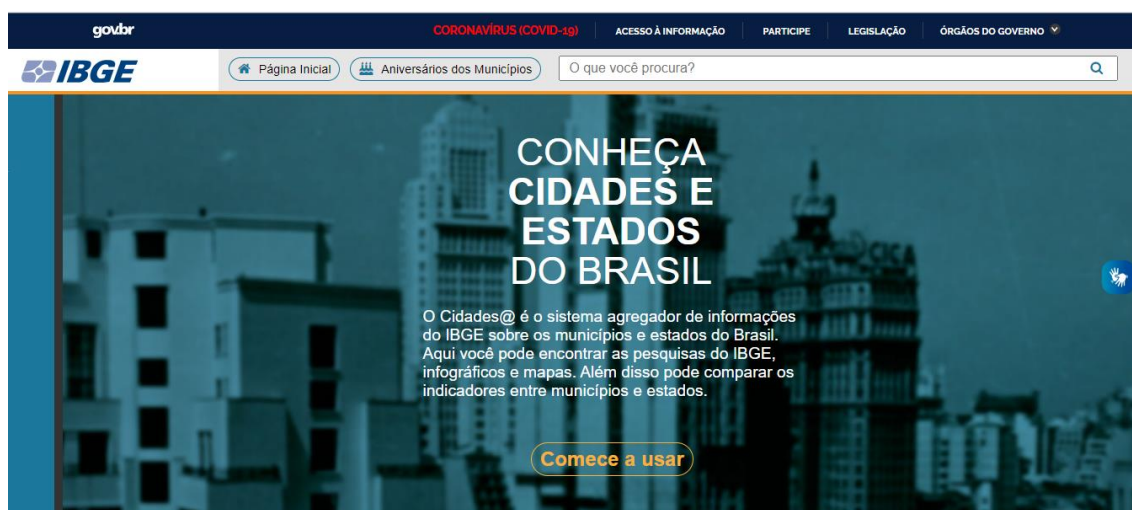 gov.br
CORONAVÍRUS (COVID-19)
ACESSO À INFORMAÇÃO
PARTICIPE
LEGISLAÇÃO
ÓRGÃOS DO GOVERNO
IBGE
Página Inicial
Aniversários dos Municípios
O que você procura?
CONHEÇA
CIDADES E
ESTADOS
DO BRASIL
CICA
O Cidades@ é o sistema agregador de informações
do IBGE sobre os municípios e estados do Brasil.
Aqui você pode encontrar as pesquisas do IBGE,
infográficos e mapas. Além disso pode comparar os
indicadores entre municípios e estados.
Comece a usar